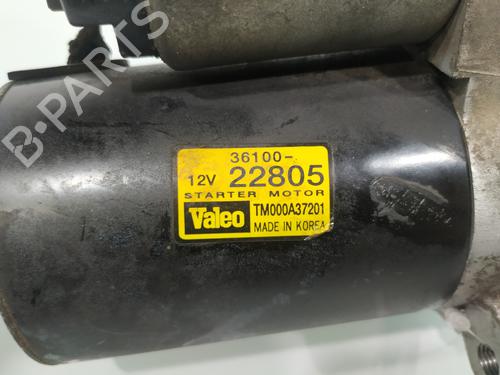 B-PARTS
36100-
12V 22805
STARTER MOTOR
Valeo TM000A37201
MADE IN KOREA